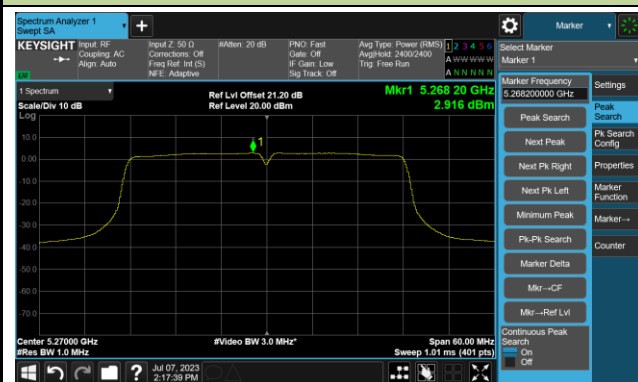 Spectrum Analyzer 1
Swept SA
+
Marker
KEYSIGHT
Input: RF
Coupling: AC
Align: Auto
Input Z: 50 Ω
Corrections: Off
Freq Ref: Int (S)
NFE: Adaptive
#Atten: 20 dB
PNO: Fast
Gate: Off
IF Gain: Low
Sig Track: Off
Avg Type: Power (RMS)
Avg|Hold: 2400/2400
Trig: Free Run
1 2 3 4 5 6
A W W W W W
A N N N N N
Select Marker
Marker 1
1 Spectrum
Scale/Div 10 dB
Log
Ref Lvl Offset 21.20 dB
Ref Level 20.00 dBm
Mkr1 5.268 20 GHz
2.916 dBm
Marker Frequency
5.268200000 GHz
Settings
Peak Search
Peak
Search
Next Peak
Pk Search
Config
Next Pk Right
Properties
Next Pk Left
Marker
Function
Minimum Peak
Marker→
Pk-Pk Search
Counter
Marker Delta
Mkr→CF
Mkr→Ref Lvl
Continuous Peak
Search
On
Off
10.0
0.00
-10.0
-20.0
-30.0
-40.0
-50.0
-60.0
-70.0
1
Center 5.27000 GHz
#Res BW 1.0 MHz
#Video BW 3.0 MHz*
Span 60.00 MHz
Sweep 1.01 ms (401 pts)
?
Jul 07, 2023
2:17:39 PM